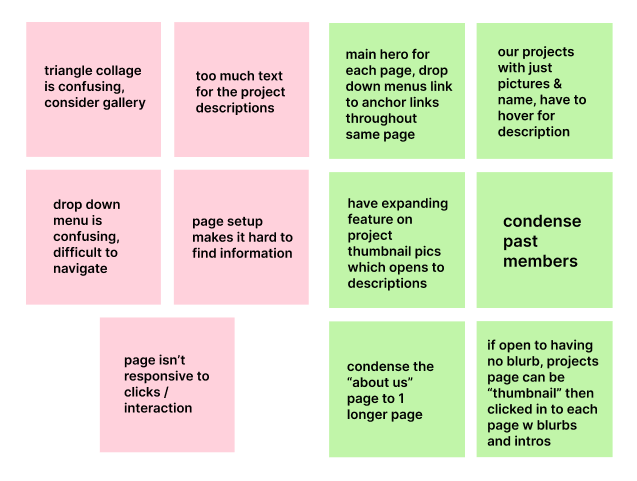 triangle collage
is confusing,
consider gallery
too much text
for the project
descriptions
drop down
menu is
confusing,
difficult to
navigate
page setup
makes it hard to
find information
page isn’t
responsive to
clicks /
interaction
main hero for
each page, drop
down menus link
to anchor links
throughout
same page
our projects
with just
pictures &
name, have to
hover for
description
have expanding
feature on
project
thumbnail pics
which opens to
descriptions
condense
past
members
condense the
“about us”
page to 1
longer page
if open to having
no blurb, projects
page can be
“thumbnail” then
clicked in to each
page w blurbs
and intros